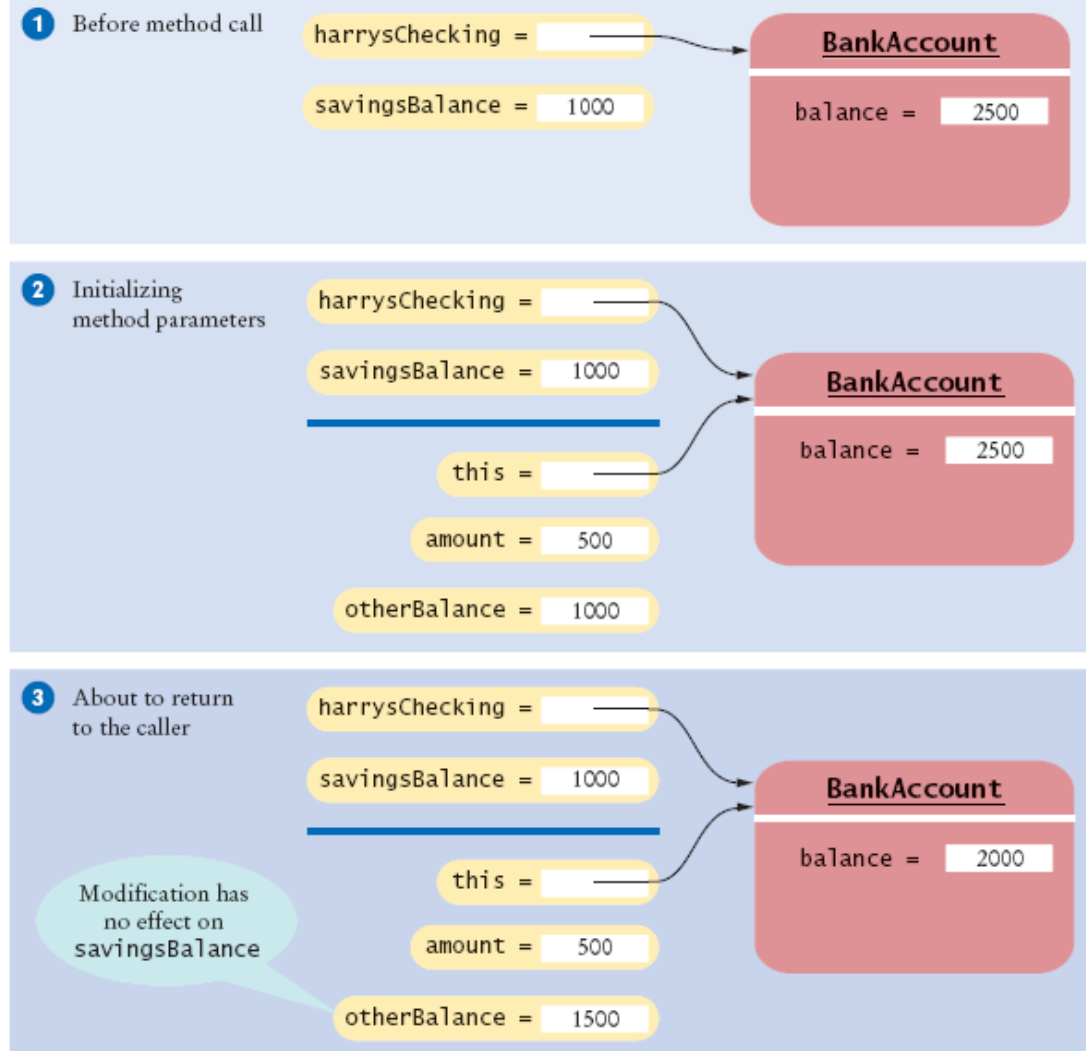 1 Before method call
harrysChecking =
savingsBalance = 1000
BankAccount
balance = 2500
2 Initializing
method parameters
harrysChecking =
savingsBalance = 1000
this =
amount = 500
otherBalance = 1000
BankAccount
balance = 2500
3 About to return
to the caller
harrysChecking =
savingsBalance = 1000
this =
amount = 500
otherBalance = 1500
Modification has
no effect on
savingsBalance
BankAccount
balance = 2000